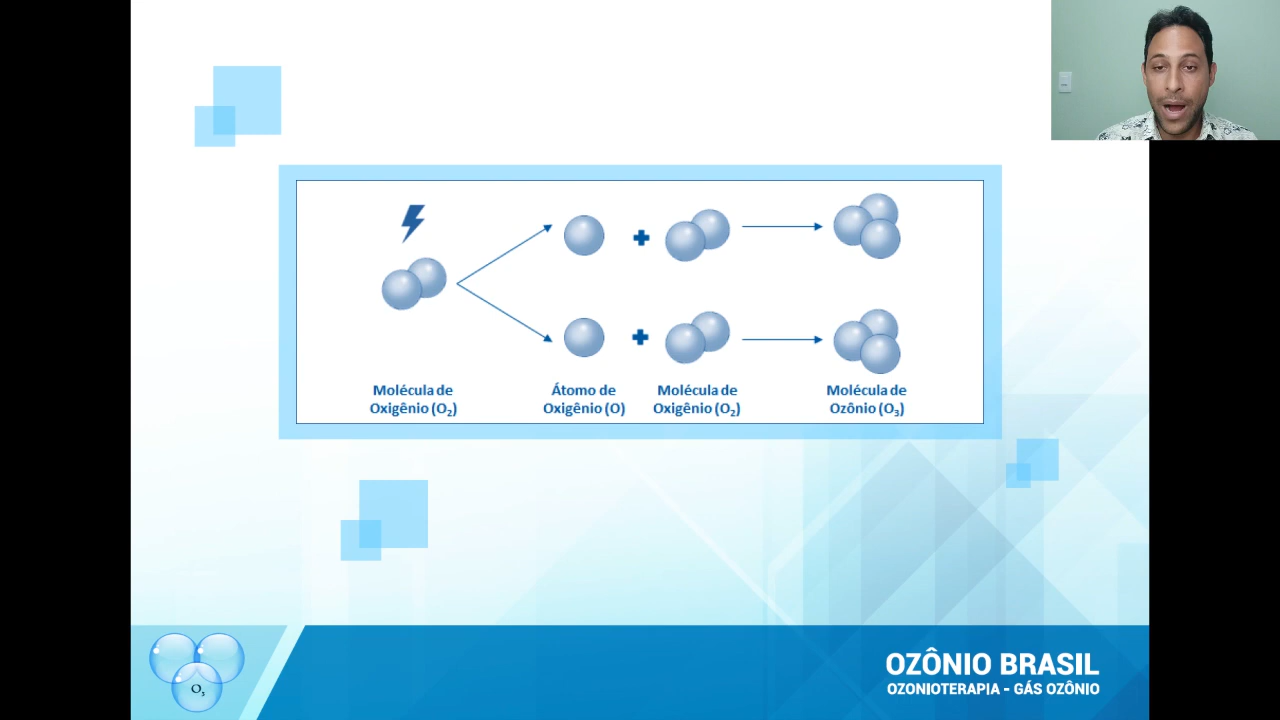 Molécula de
Oxigênio (O₂)
Átomo de
Oxigênio (O)
Molécula de
Oxigênio (O₂)
Molécula de
Ozônio (O₃)
O₃
OZÔNIO BRASIL
OZONIOTERAPIA - GÁS OZÔNIO